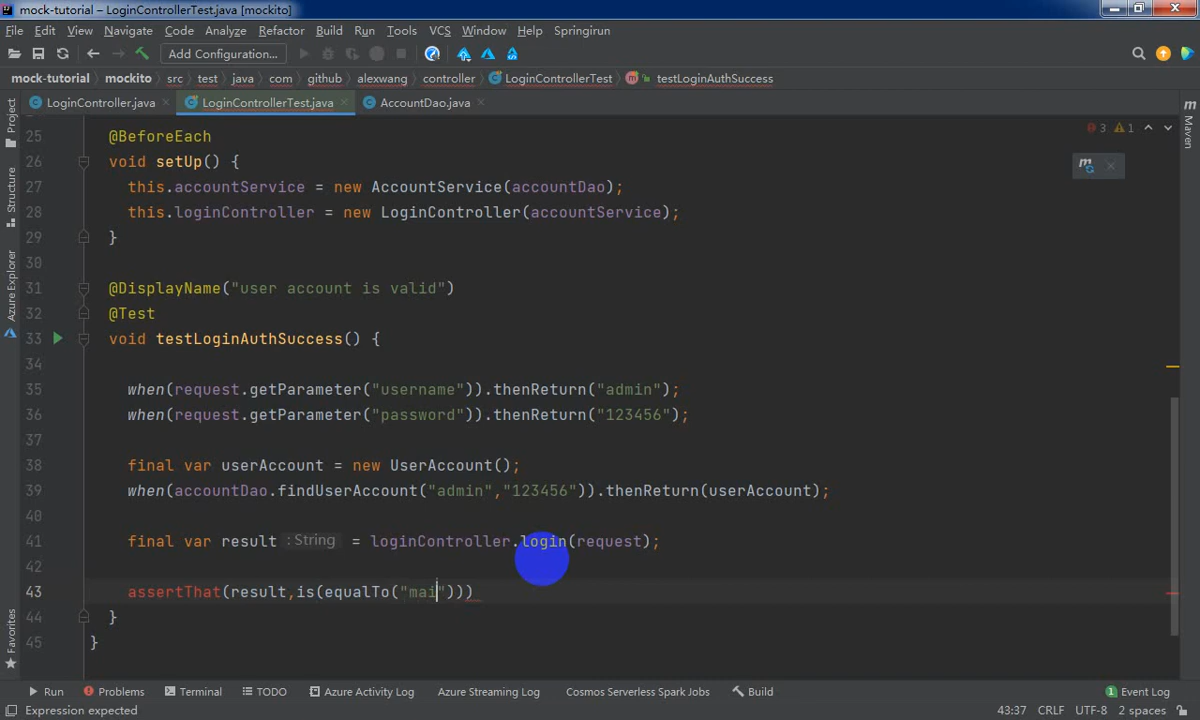 mock-tutorial – LoginControllerTest.java [mockito]
File Edit View Navigate Code Analyze Refactor Build Run Tools VCS Window Help Springirun
Add Configuration...
mock-tutorial mockito src test java com github alexwang controller LoginControllerTest testLoginAuthSuccess
LoginController.java LoginControllerTest.java AccountDao.java
3 1
25 @BeforeEach
26 void setUp() {
27 this.accountService = new AccountService(accountDao);
28 this.loginController = new LoginController(accountService);
29 }
30
31 @DisplayName("user account is valid")
32 @Test
33 void testLoginAuthSuccess() {
34
35 when(request.getParameter("username")).thenReturn("admin");
36 when(request.getParameter("password")).thenReturn("123456");
37
38 final var userAccount = new UserAccount();
39 when(accountDao.findUserAccount("admin","123456")).thenReturn(userAccount);
40
41 final var result : String = loginController.login(request);
42
43 assertThat(result,is(equalTo("mai")))
44 }
45 }
Project
Structure
Azure Explorer
Favorites
m Maven
Run Problems Terminal TODO Azure Activity Log Azure Streaming Log Cosmos Serverless Spark Jobs Build 1 Event Log
Expression expected 43:37 CRLF UTF-8 2 spaces